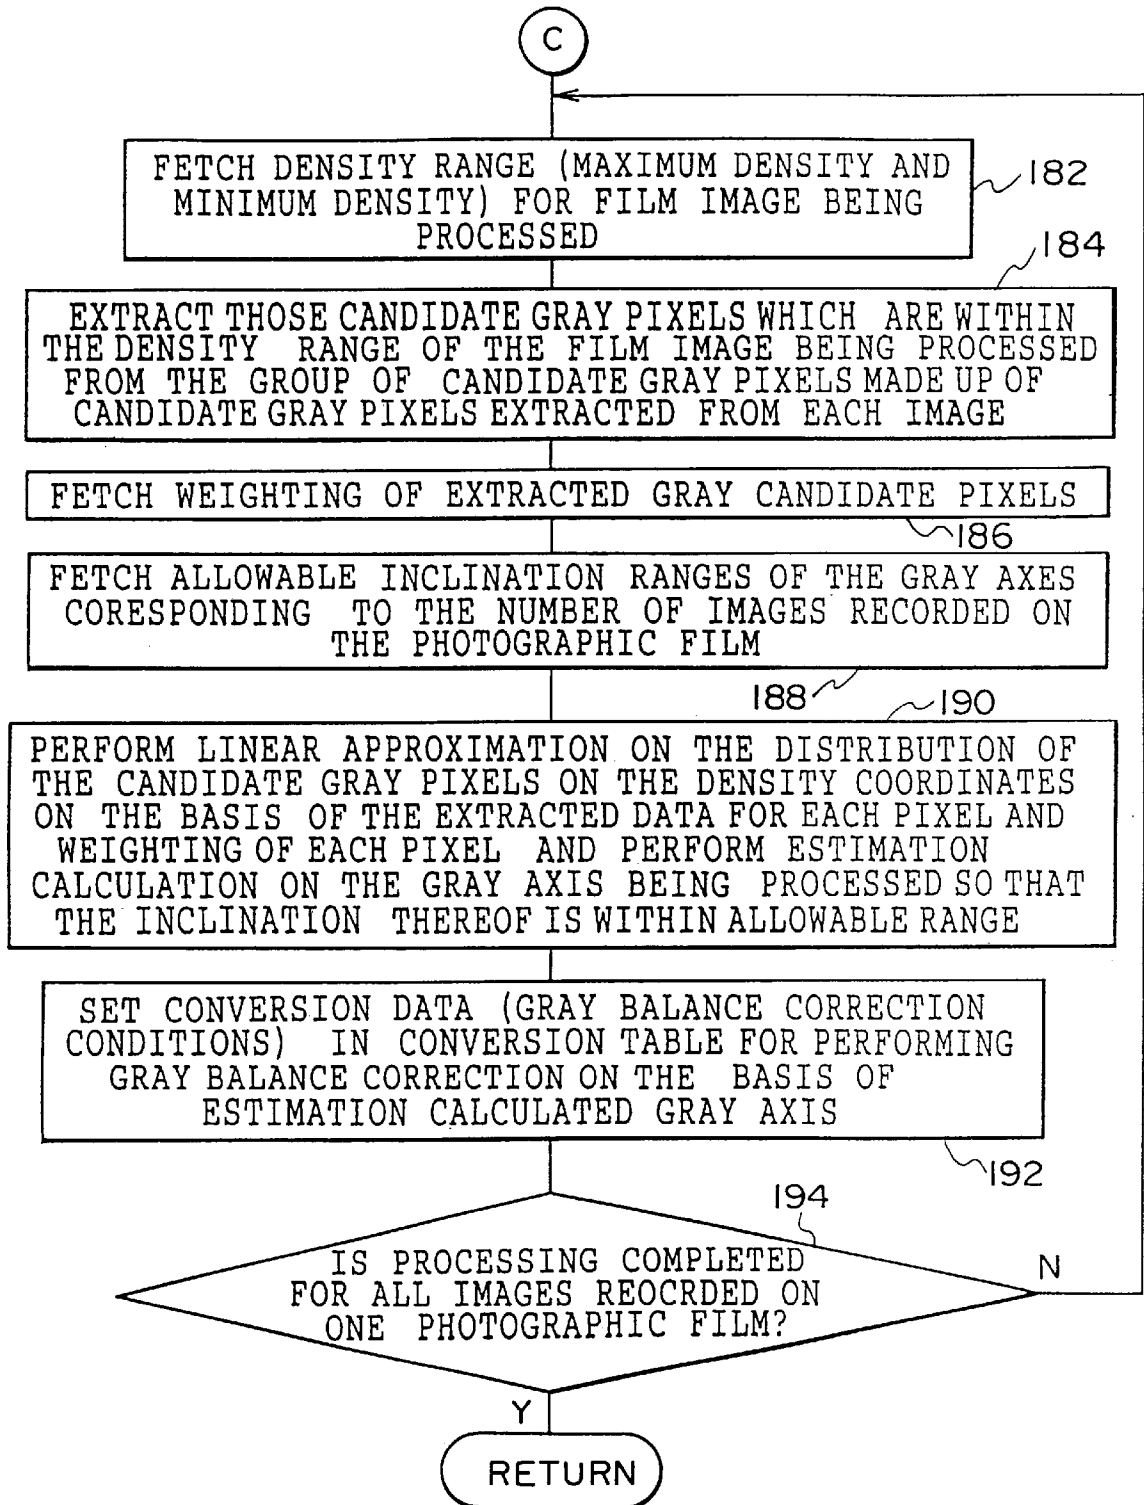 C
FETCH DENSITY RANGE (MAXIMUM DENSITY AND
MINIMUM DENSITY) FOR FILM IMAGE BEING
PROCESSED
182
184
EXTRACT THOSE CANDIDATE GRAY PIXELS WHICH ARE WITHIN
THE DENSITY RANGE OF THE FILM IMAGE BEING PROCESSED
FROM THE GROUP OF CANDIDATE GRAY PIXELS MADE UP OF
CANDIDATE GRAY PIXELS EXTRACTED FROM EACH IMAGE
FETCH WEIGHTING OF EXTRACTED GRAY CANDIDATE PIXELS
186
FETCH ALLOWABLE INCLINATION RANGES OF THE GRAY AXES
CORESPONDING TO THE NUMBER OF IMAGES RECORDED ON
THE PHOTOGRAPHIC FILM
188
190
PERFORM LINEAR APPROXIMATION ON THE DISTRIBUTION OF
THE CANDIDATE GRAY PIXELS ON THE DENSITY COORDINATES
ON THE BASIS OF THE EXTRACTED DATA FOR EACH PIXEL AND
WEIGHTING OF EACH PIXEL AND PERFORM ESTIMATION
CALCULATION ON THE GRAY AXIS BEING PROCESSED SO THAT
THE INCLINATION THEREOF IS WITHIN ALLOWABLE RANGE
SET CONVERSION DATA (GRAY BALANCE CORRECTION
CONDITIONS) IN CONVERSION TABLE FOR PERFORMING
GRAY BALANCE CORRECTION ON THE BASIS OF
ESTIMATION CALCULATED GRAY AXIS
192
194
IS PROCESSING COMPLETED
FOR ALL IMAGES REOCRDED ON
ONE PHOTOGRAPHIC FILM?
N
Y
RETURN